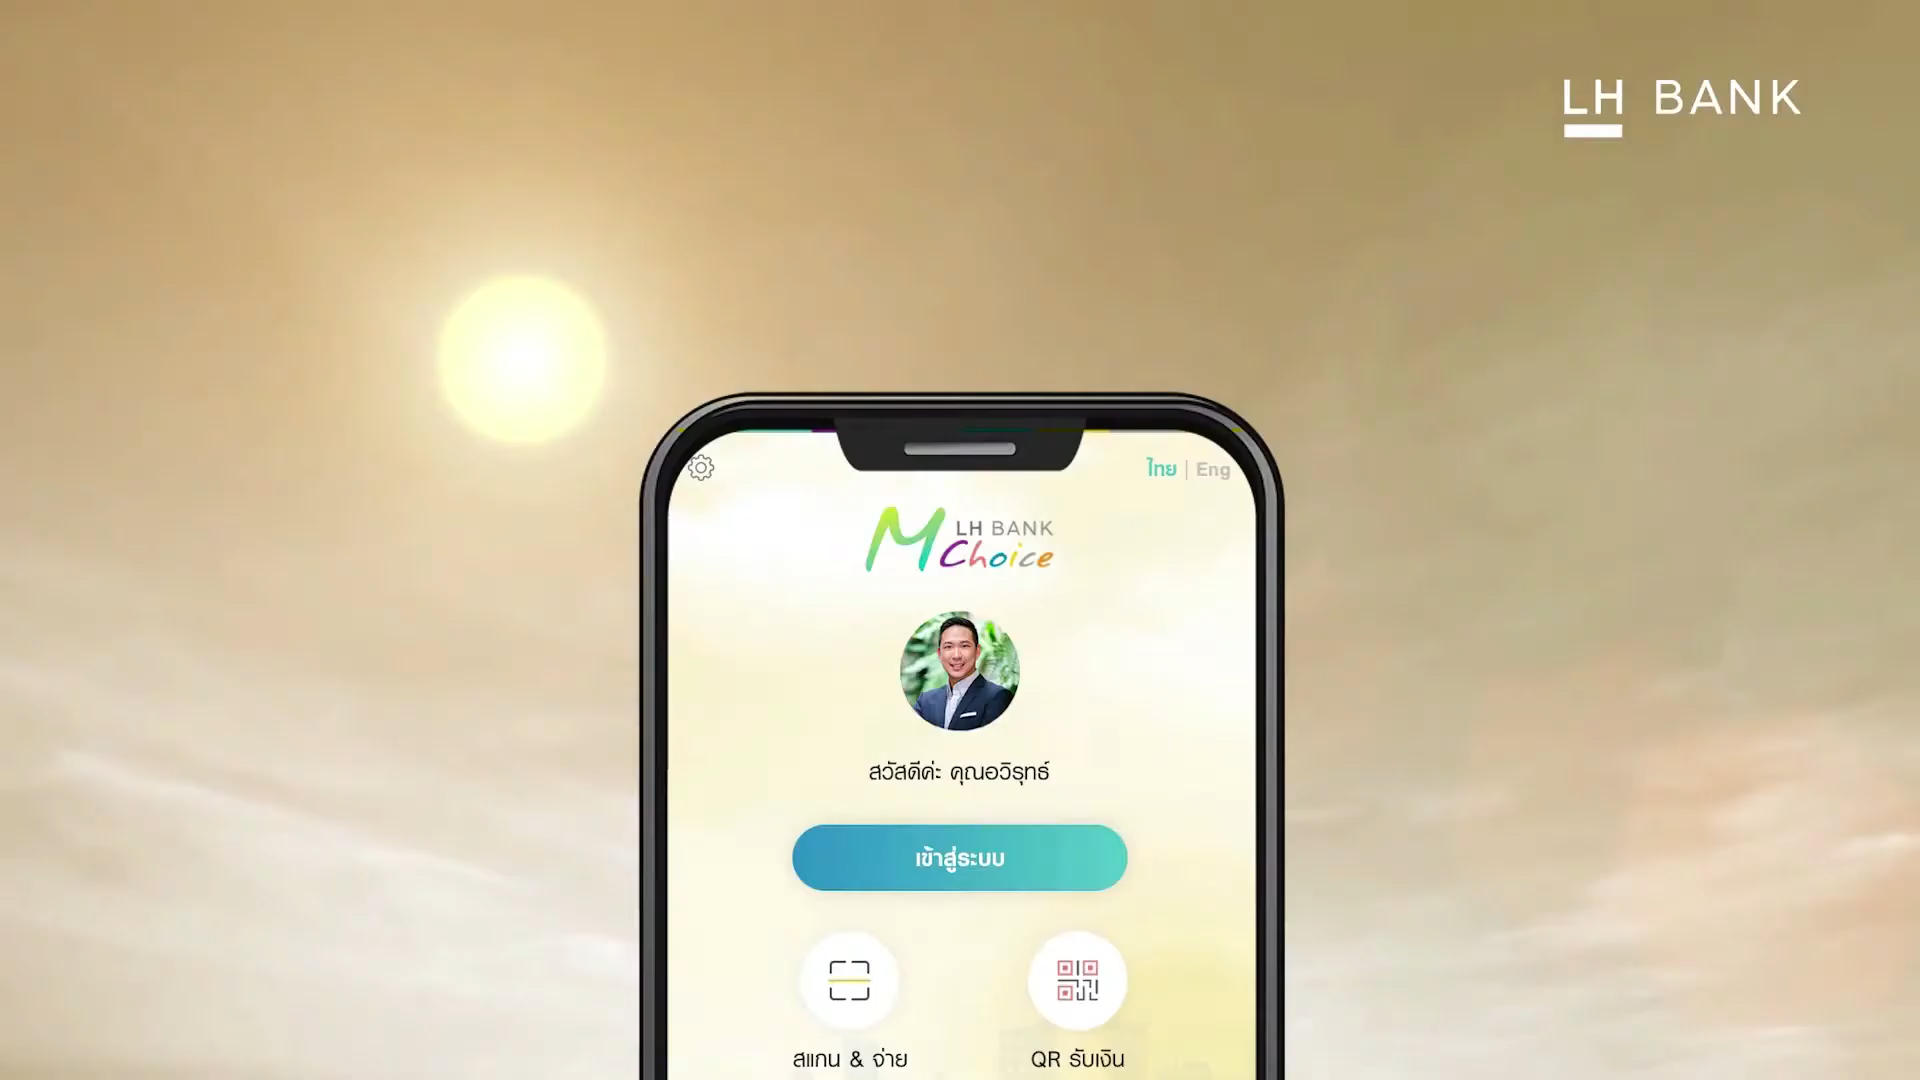 LH BANK
ไทย | Eng
M LH BANK
Choice
สวัสดีค่ะ คุณอวิรุทธ์
เข้าสู่ระบบ
สแกน & จ่าย
QR รับเงิน